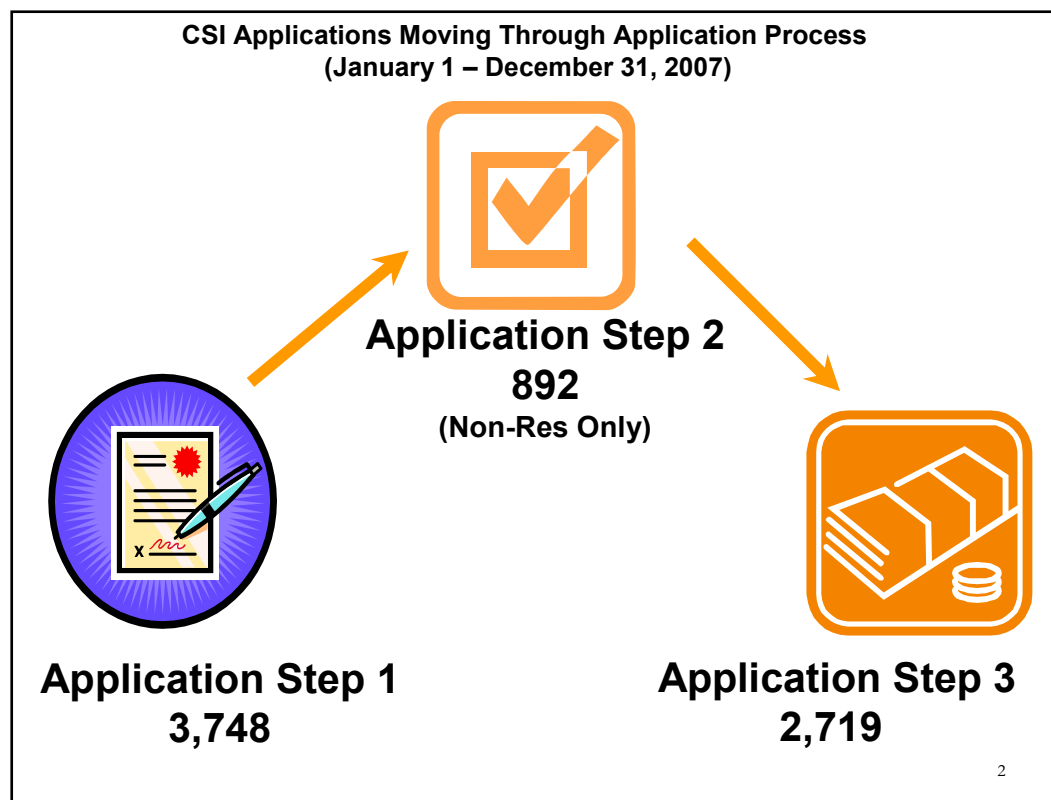 CSI Applications Moving Through Application Process
(January 1 – December 31, 2007)
Application Step 2
892
(Non-Res Only)
X
Application Step 1
3,748
Application Step 3
2,719
2